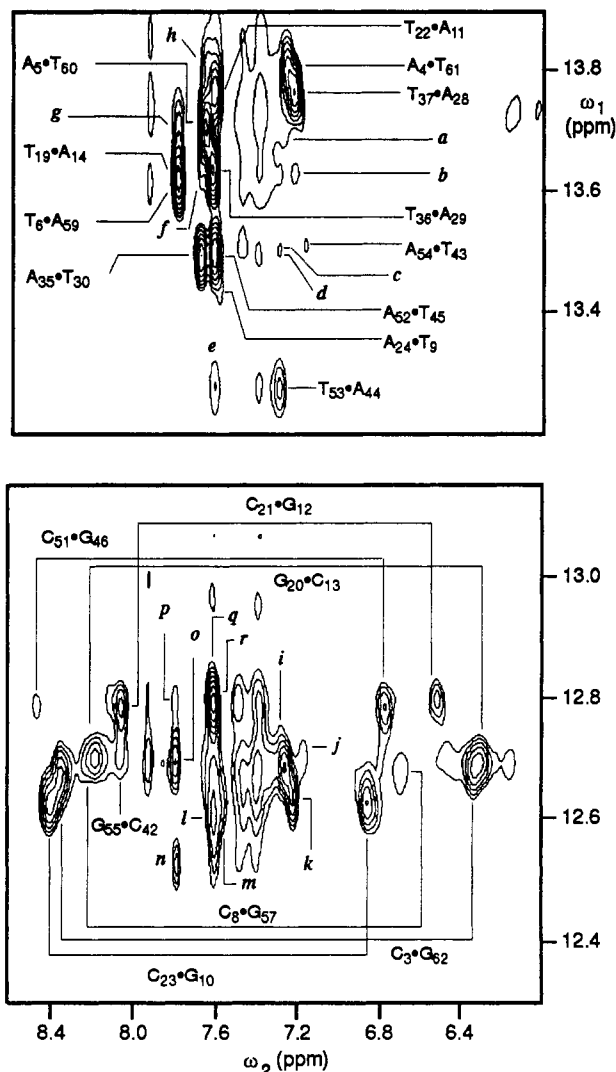 h
T22•A11
A5•T60
A4•T61
13.8
T37•A28
ω1
(ppm)
g
a
T19•A14
b
13.6
T6•A59
f
T36•A29
A54•T43
A35•T30
c
d
A52•T45
13.4
A24•T9
e
T53•A44
C21•G12
C51•G46
13.0
G20•C13
p
o
q
r
i
12.8
j
l
12.6
G55•C42
n
m
k
C8•G57
12.4
C3•G62
C23•G10
8.4 8.0 7.6 7.2 6.8 6.4
ω2 (ppm)